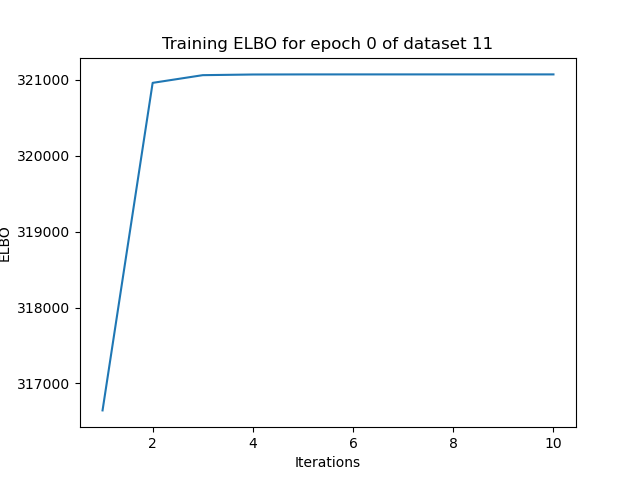 Training ELBO for epoch 0 of dataset 11
321000
320000
319000
318000
317000
ELBO
2 4 6 8 10
Iterations